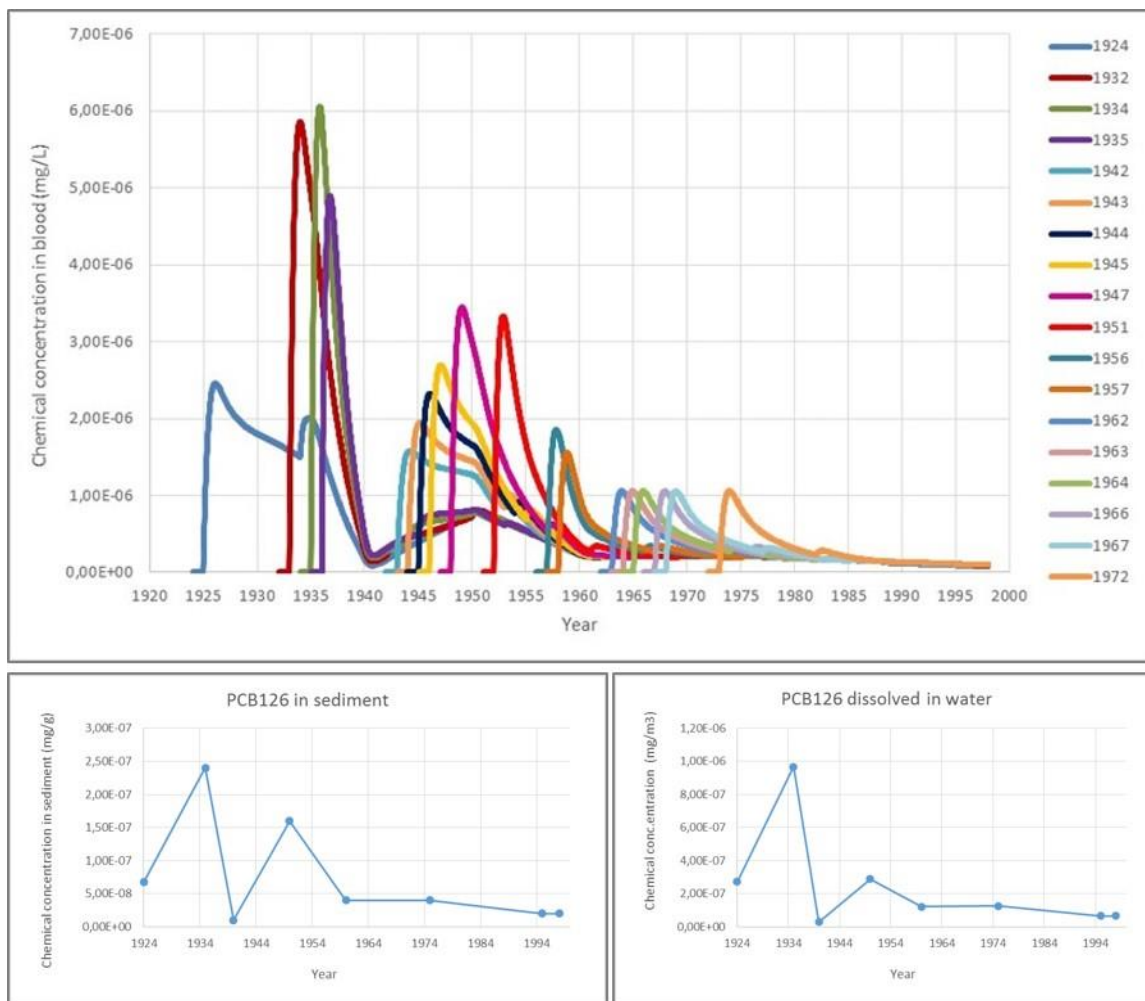 7,00E-06
6,00E-06
5,00E-06
4,00E-06
3,00E-06
2,00E-06
1,00E-06
0,00E+00
Chemical concentration in blood (mg/L)
1920 1925 1930 1935 1940 1945 1950 1955 1960 1965 1970 1975 1980 1985 1990 1995 2000
Year
1924
1932
1934
1935
1942
1943
1944
1945
1947
1951
1956
1957
1962
1963
1964
1966
1967
1972
PCB126 in sediment
Chemical concentration in sediment (mg/g)
3,00E-07
2,50E-07
2,00E-07
1,50E-07
1,00E-07
5,00E-08
0,00E+00
1924 1934 1944 1954 1964 1974 1984 1994
Year
PCB126 dissolved in water
Chemical conc.entration (mg/m3)
1,20E-06
1,00E-06
8,00E-07
6,00E-07
4,00E-07
2,00E-07
0,00E+00
1924 1934 1944 1954 1964 1974 1984 1994
Year